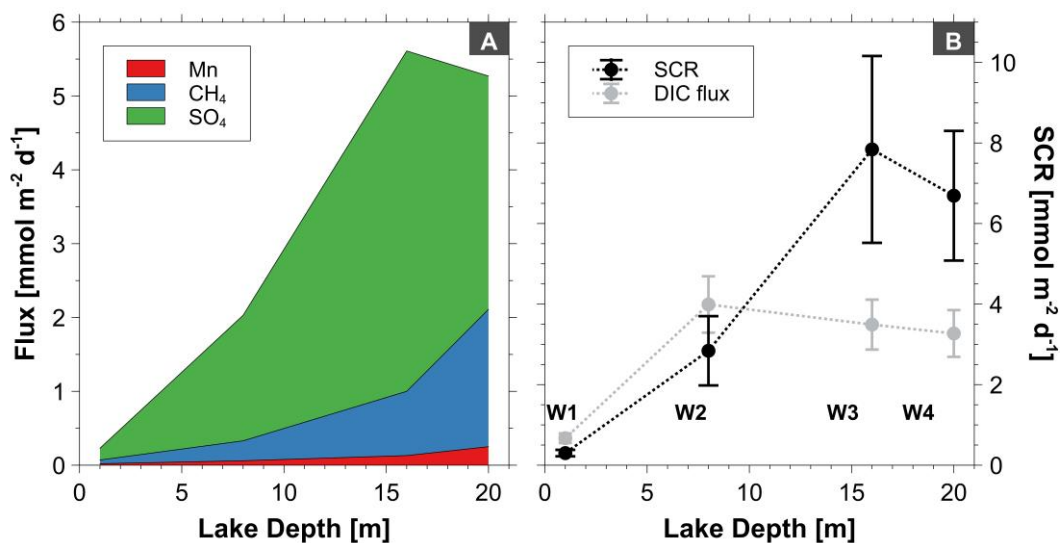 A
B
Mn
CH₄
SO₄
SCR
DIC flux
6
5
4
3
2
1
0
Flux [mmol m⁻² d⁻¹]
0 5 10 15 20
Lake Depth [m]
W1 W2 W3 W4
10
8
6
4
2
0
SCR [mmol m⁻² d⁻¹]
0 5 10 15 20
Lake Depth [m]